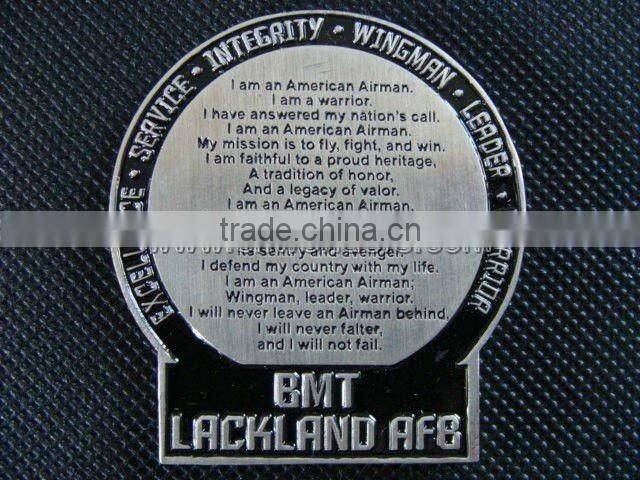 EXCELLENCE • SERVICE • INTEGRITY • WINGMAN • LEADER • WARRIOR
I am an American Airman.
I am a warrior.
I have answered my nation's call.
I am an American Airman.
My mission is to fly, fight, and win.
I am faithful to a proud heritage,
A tradition of honor,
And a legacy of valor.
I am an American Airman.
trade.china.cn
Its sentry and avenger.
I defend my country with my life.
I am an American Airman;
Wingman, leader, warrior.
I will never leave an Airman behind,
I will never falter,
and I will not fail.
BMT
LACKLAND AFB